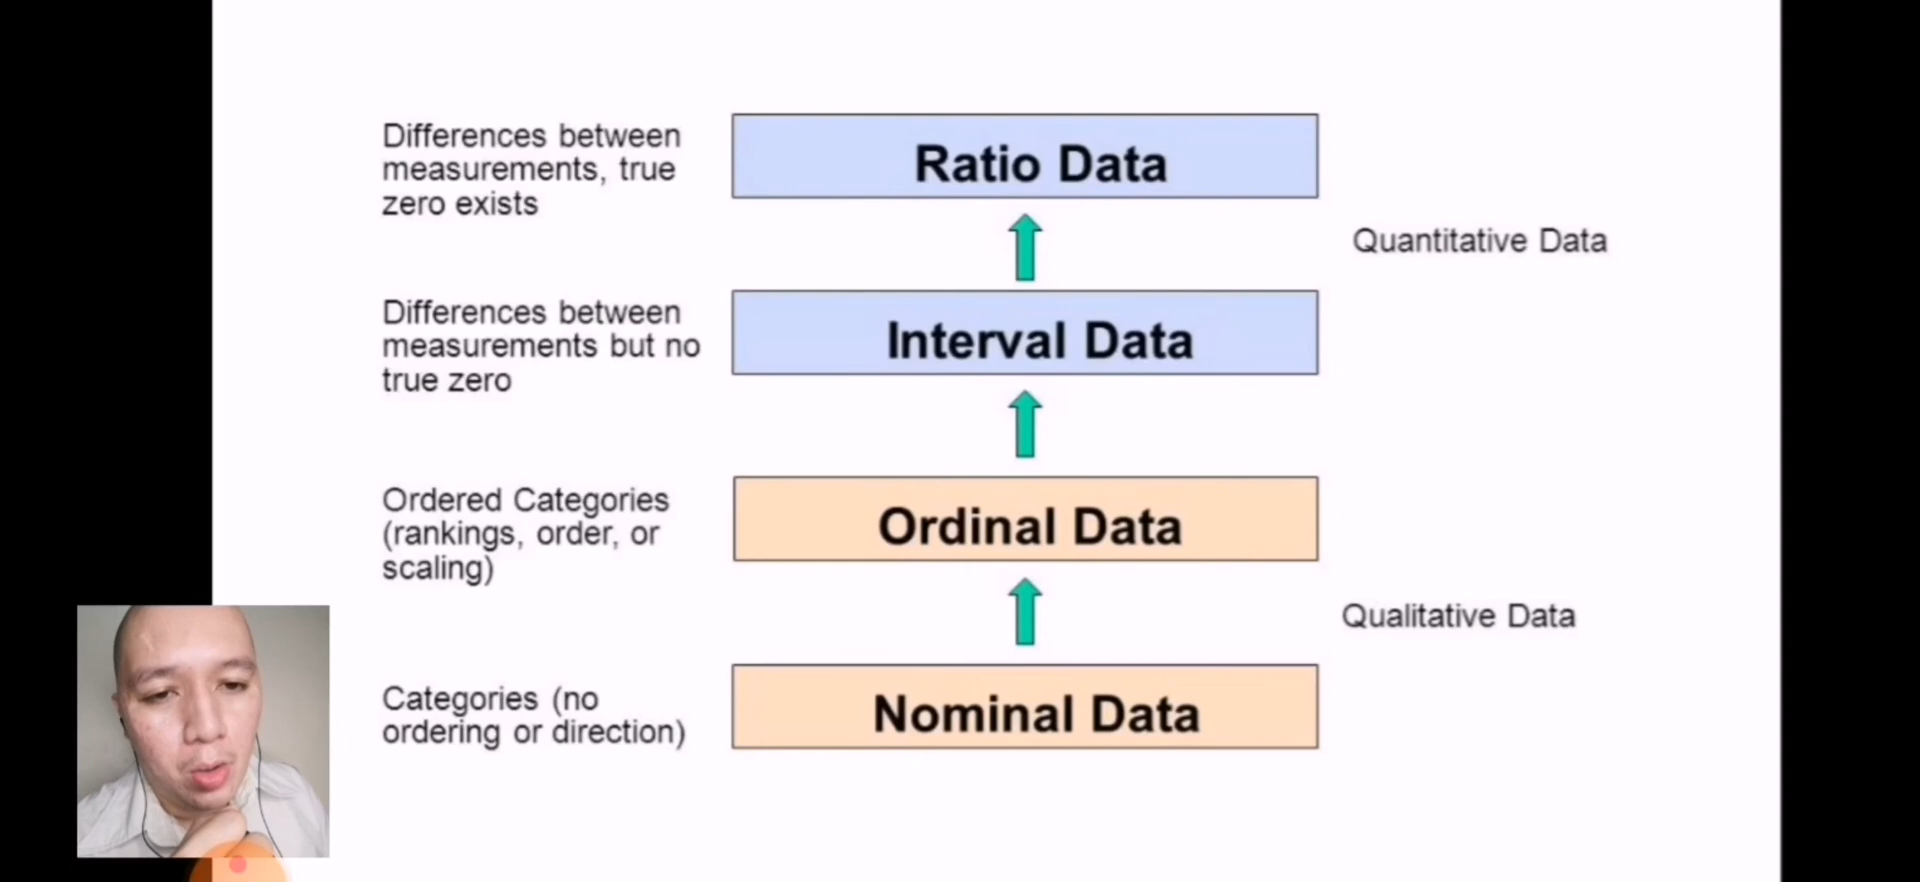 Differences between
measurements, true
zero exists
Ratio Data
Quantitative Data
Differences between
measurements but no
true zero
Interval Data
Ordered Categories
(rankings, order, or
scaling)
Ordinal Data
Qualitative Data
Categories (no
ordering or direction)
Nominal Data